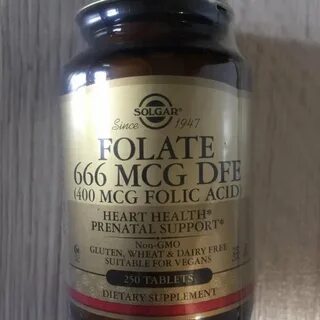 SOLGAR
Since 1947
FOLATE
666 MCG DFE
(400 MCG FOLIC ACID)
HEART HEALTH*
PRENATAL SUPPORT*
NON-GMO
GLUTEN, WHEAT & DAIRY FREE
SUITABLE FOR VEGANS
250 TABLETS
DIETARY SUPPLEMENT